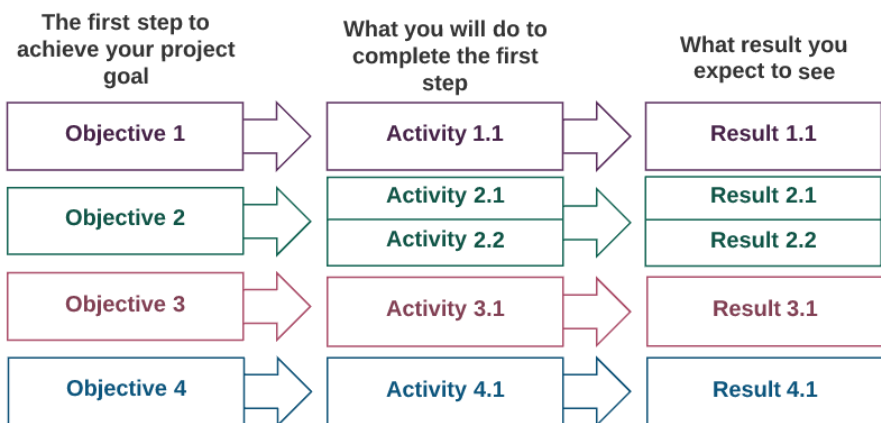 The first step to
achieve your project
goal
What you will do to
complete the first
step
What result you
expect to see
Objective 1
Activity 1.1
Result 1.1
Objective 2
Activity 2.1
Activity 2.2
Result 2.1
Result 2.2
Objective 3
Activity 3.1
Result 3.1
Objective 4
Activity 4.1
Result 4.1